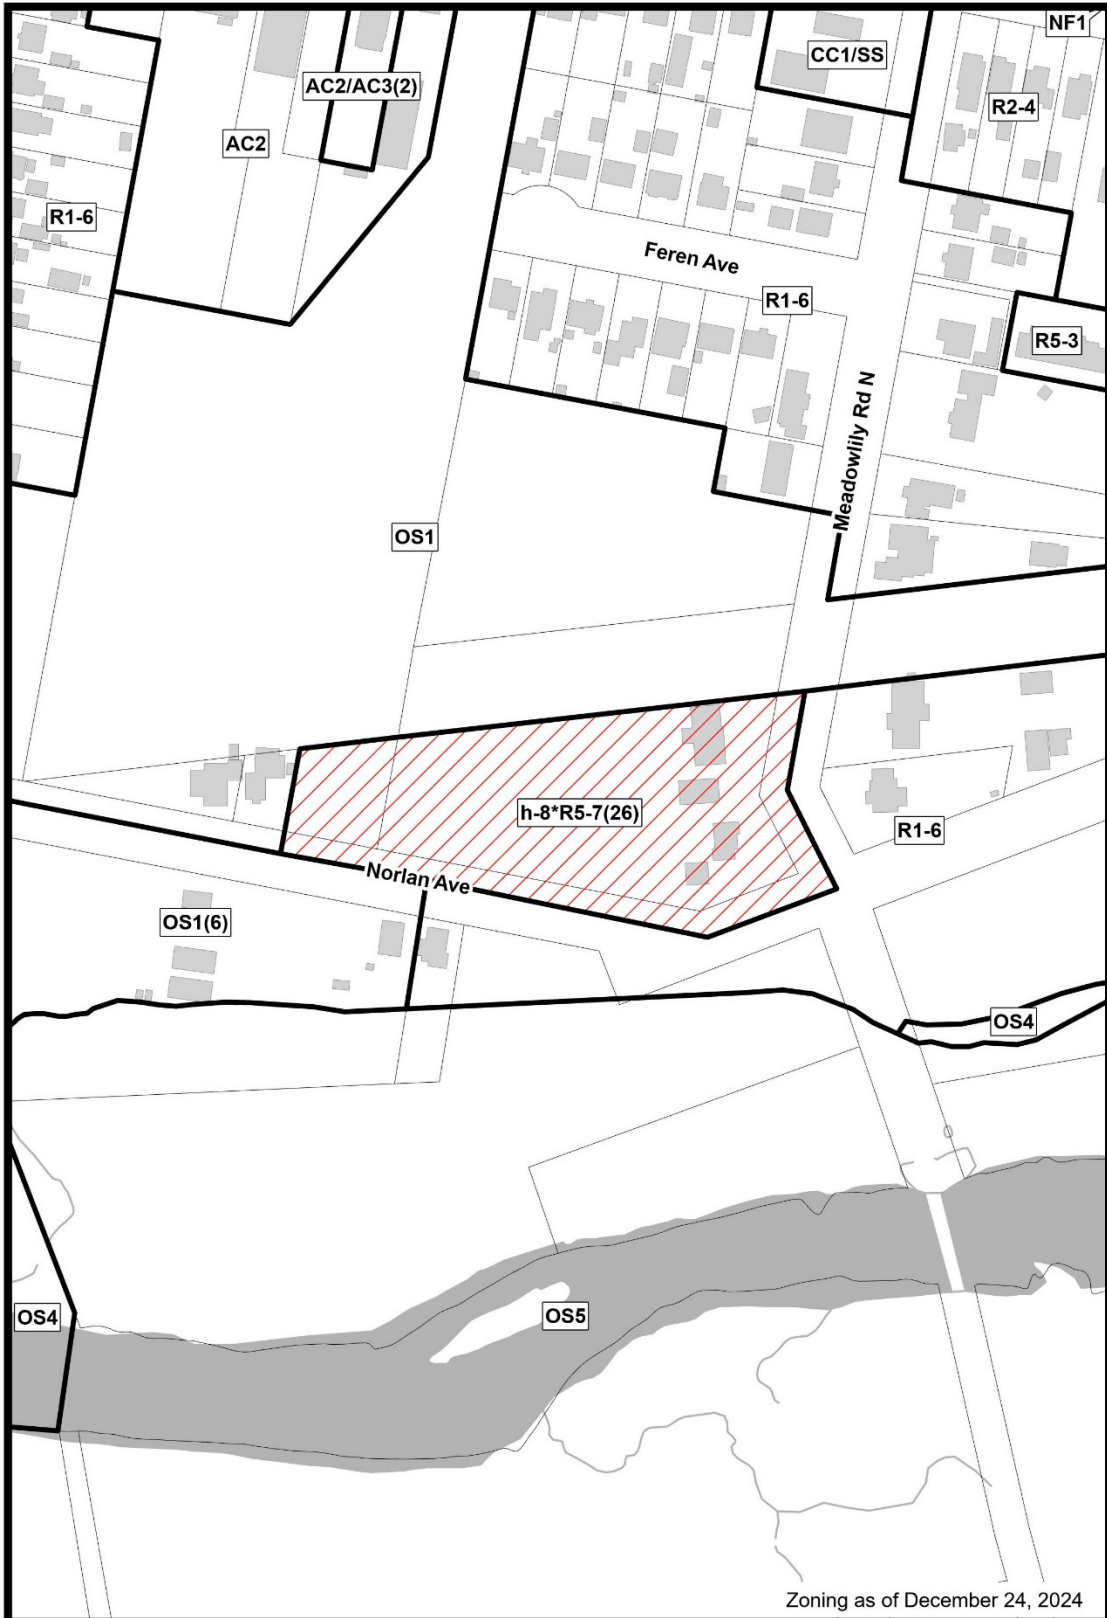 NF1
CC1/SS
AC2/AC3(2)
R2-4
AC2
R1-6
Feren Ave
R1-6
R5-3
Meadowlily Rd N
OS1
h-8*R5-7(26)
R1-6
Norlan Ave
OS1(6)
OS4
OS4
OS5
Zoning as of December 24, 2024